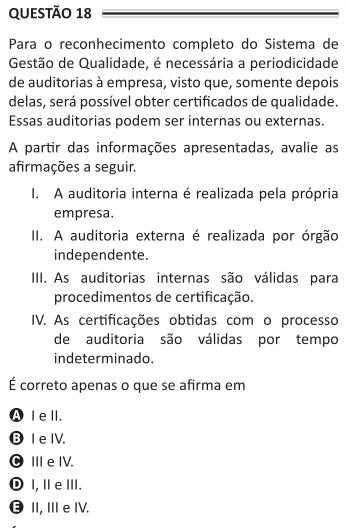 QUESTÃO 18
Para o reconhecimento completo do Sistema de
Gestão de Qualidade, é necessária a periodicidade
de auditorias à empresa, visto que, somente depois
delas, será possível obter certificados de qualidade.
Essas auditorias podem ser internas ou externas.
A partir das informações apresentadas, avalie as
afirmações a seguir.
I. A auditoria interna é realizada pela própria
empresa.
II. A auditoria externa é realizada por órgão
independente.
III. As auditorias internas são válidas para
procedimentos de certificação.
IV. As certificações obtidas com o processo
de auditoria são válidas por tempo
indeterminado.
É correto apenas o que se afirma em
A I e II.
B I e IV.
C III e IV.
D I, II e III.
E II, III e IV.